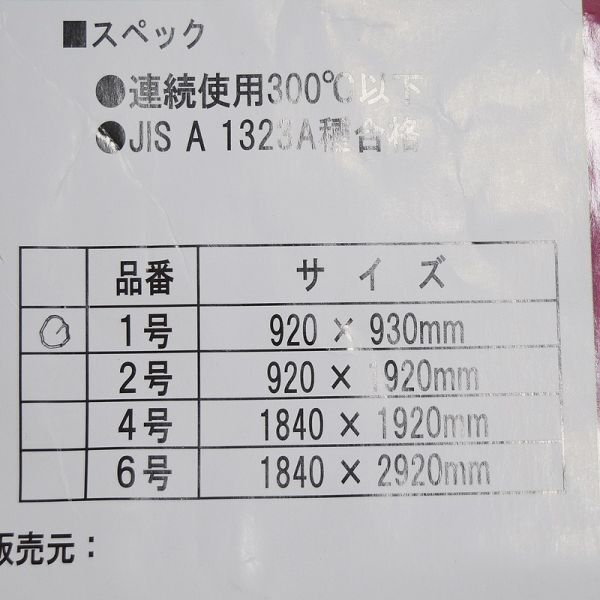 ■スペック
●連続使用300℃以下
●JIS A 1323A種合格
品番 サイズ
1号 920 × 930mm
2号 920 × 1920mm
4号 1840 × 1920mm
6号 1840 × 2920mm
販売元：